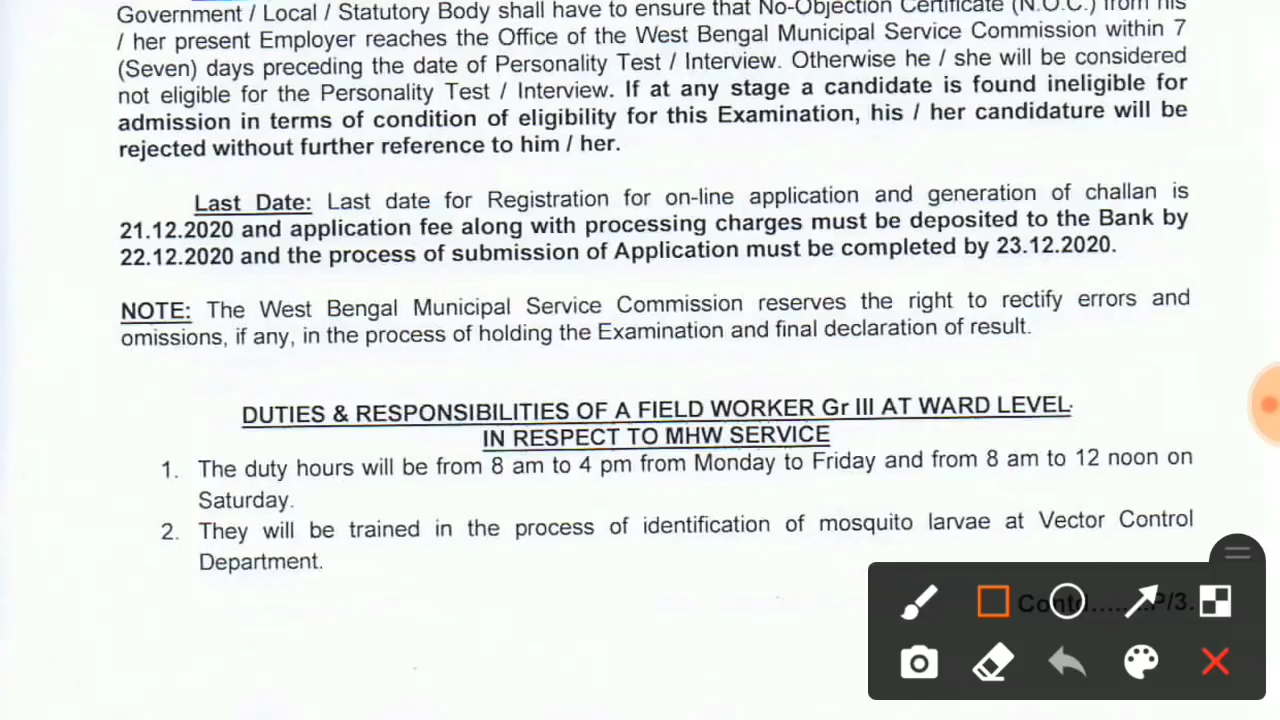 Government / Local / Statutory Body shall have to ensure that No-Objection Certificate (N.O.C.) from his
/ her present Employer reaches the Office of the West Bengal Municipal Service Commission within 7
(Seven) days preceding the date of Personality Test / Interview. Otherwise he / she will be considered
not eligible for the Personality Test / Interview. If at any stage a candidate is found ineligible for
admission in terms of condition of eligibility for this Examination, his / her candidature will be
rejected without further reference to him / her.
Last Date: Last date for Registration for on-line application and generation of challan is
21.12.2020 and application fee along with processing charges must be deposited to the Bank by
22.12.2020 and the process of submission of Application must be completed by 23.12.2020.
NOTE: The West Bengal Municipal Service Commission reserves the right to rectify errors and
omissions, if any, in the process of holding the Examination and final declaration of result.
DUTIES & RESPONSIBILITIES OF A FIELD WORKER Gr III AT WARD LEVEL
IN RESPECT TO MHW SERVICE
1. The duty hours will be from 8 am to 4 pm from Monday to Friday and from 8 am to 12 noon on
Saturday.
2. They will be trained in the process of identification of mosquito larvae at Vector Control
Department.
Contd........P/3.